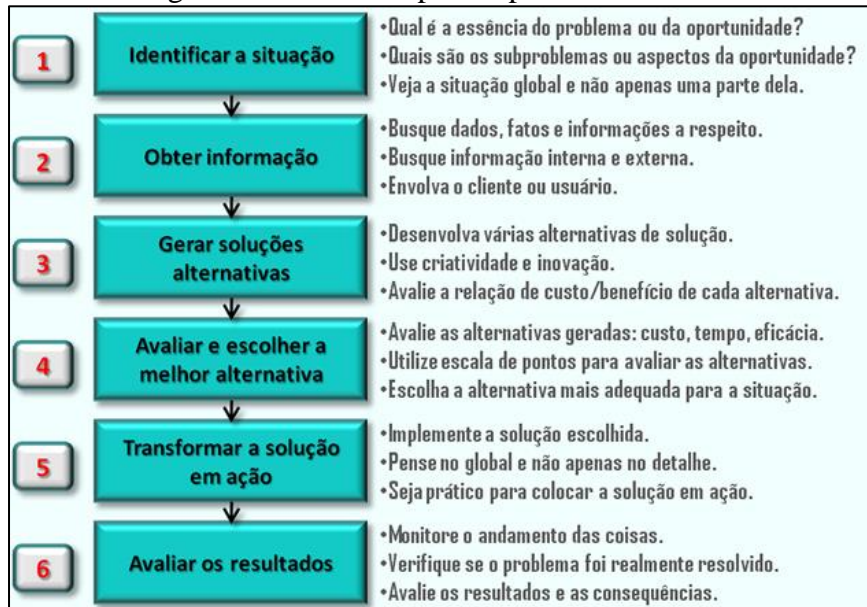 1
Identificar a situação
•Qual é a essência do problema ou da oportunidade?
•Quais são os subproblemas ou aspectos da oportunidade?
•Veja a situação global e não apenas uma parte dela.
2
Obter informação
•Busque dados, fatos e informações a respeito.
•Busque informação interna e externa.
•Envolva o cliente ou usuário.
3
Gerar soluções
alternativas
•Desenvolva várias alternativas de solução.
•Use criatividade e inovação.
•Avalie a relação de custo/benefício de cada alternativa.
4
Avaliar e escolher a
melhor alternativa
•Avalie as alternativas geradas: custo, tempo, eficácia.
•Utilize escala de pontos para avaliar as alternativas.
•Escolha a alternativa mais adequada para a situação.
5
Transformar a solução
em ação
•Implemente a solução escolhida.
•Pense no global e não apenas no detalhe.
•Seja prático para colocar a solução em ação.
6
Avaliar os resultados
•Monitore o andamento das coisas.
•Verifique se o problema foi realmente resolvido.
•Avalie os resultados e as consequências.